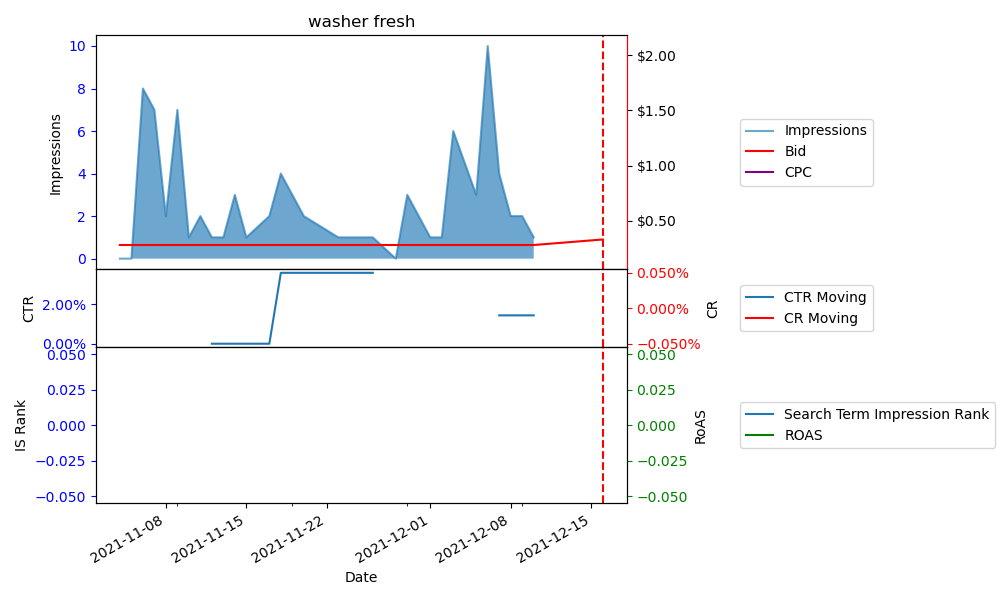 washer fresh
Impressions
10
8
6
4
2
0
$2.00
$1.50
$1.00
$0.50
Impressions
Bid
CPC
CTR
2.00%
0.00%
0.050%
0.000%
−0.050%
CR
CTR Moving
CR Moving
IS Rank
0.050
0.025
0.000
−0.025
−0.050
0.050
0.025
0.000
−0.025
−0.050
RoAS
Search Term Impression Rank
ROAS
2021-11-08
2021-11-15
2021-11-22
2021-12-01
2021-12-08
2021-12-15
Date